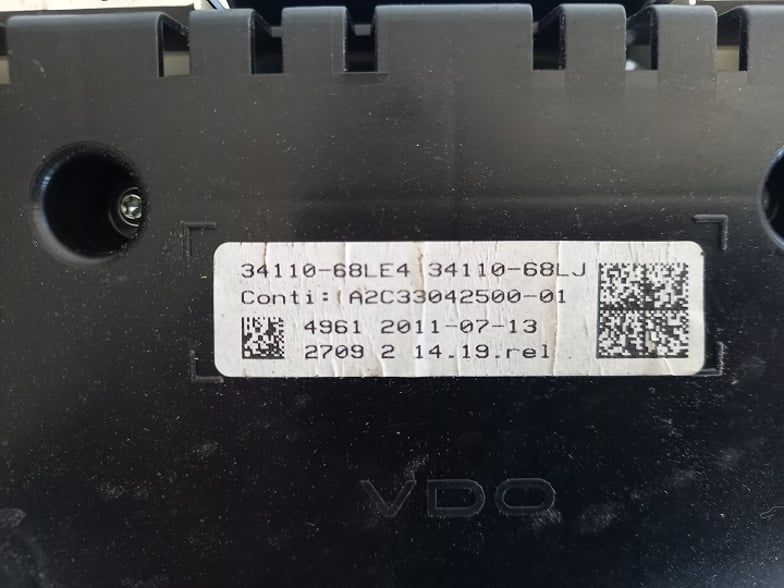 34110-68LE4 34110-68LJ
Conti: A2C33042500-01
4961 2011-07-13
2709 2 14.19.rel
VDO